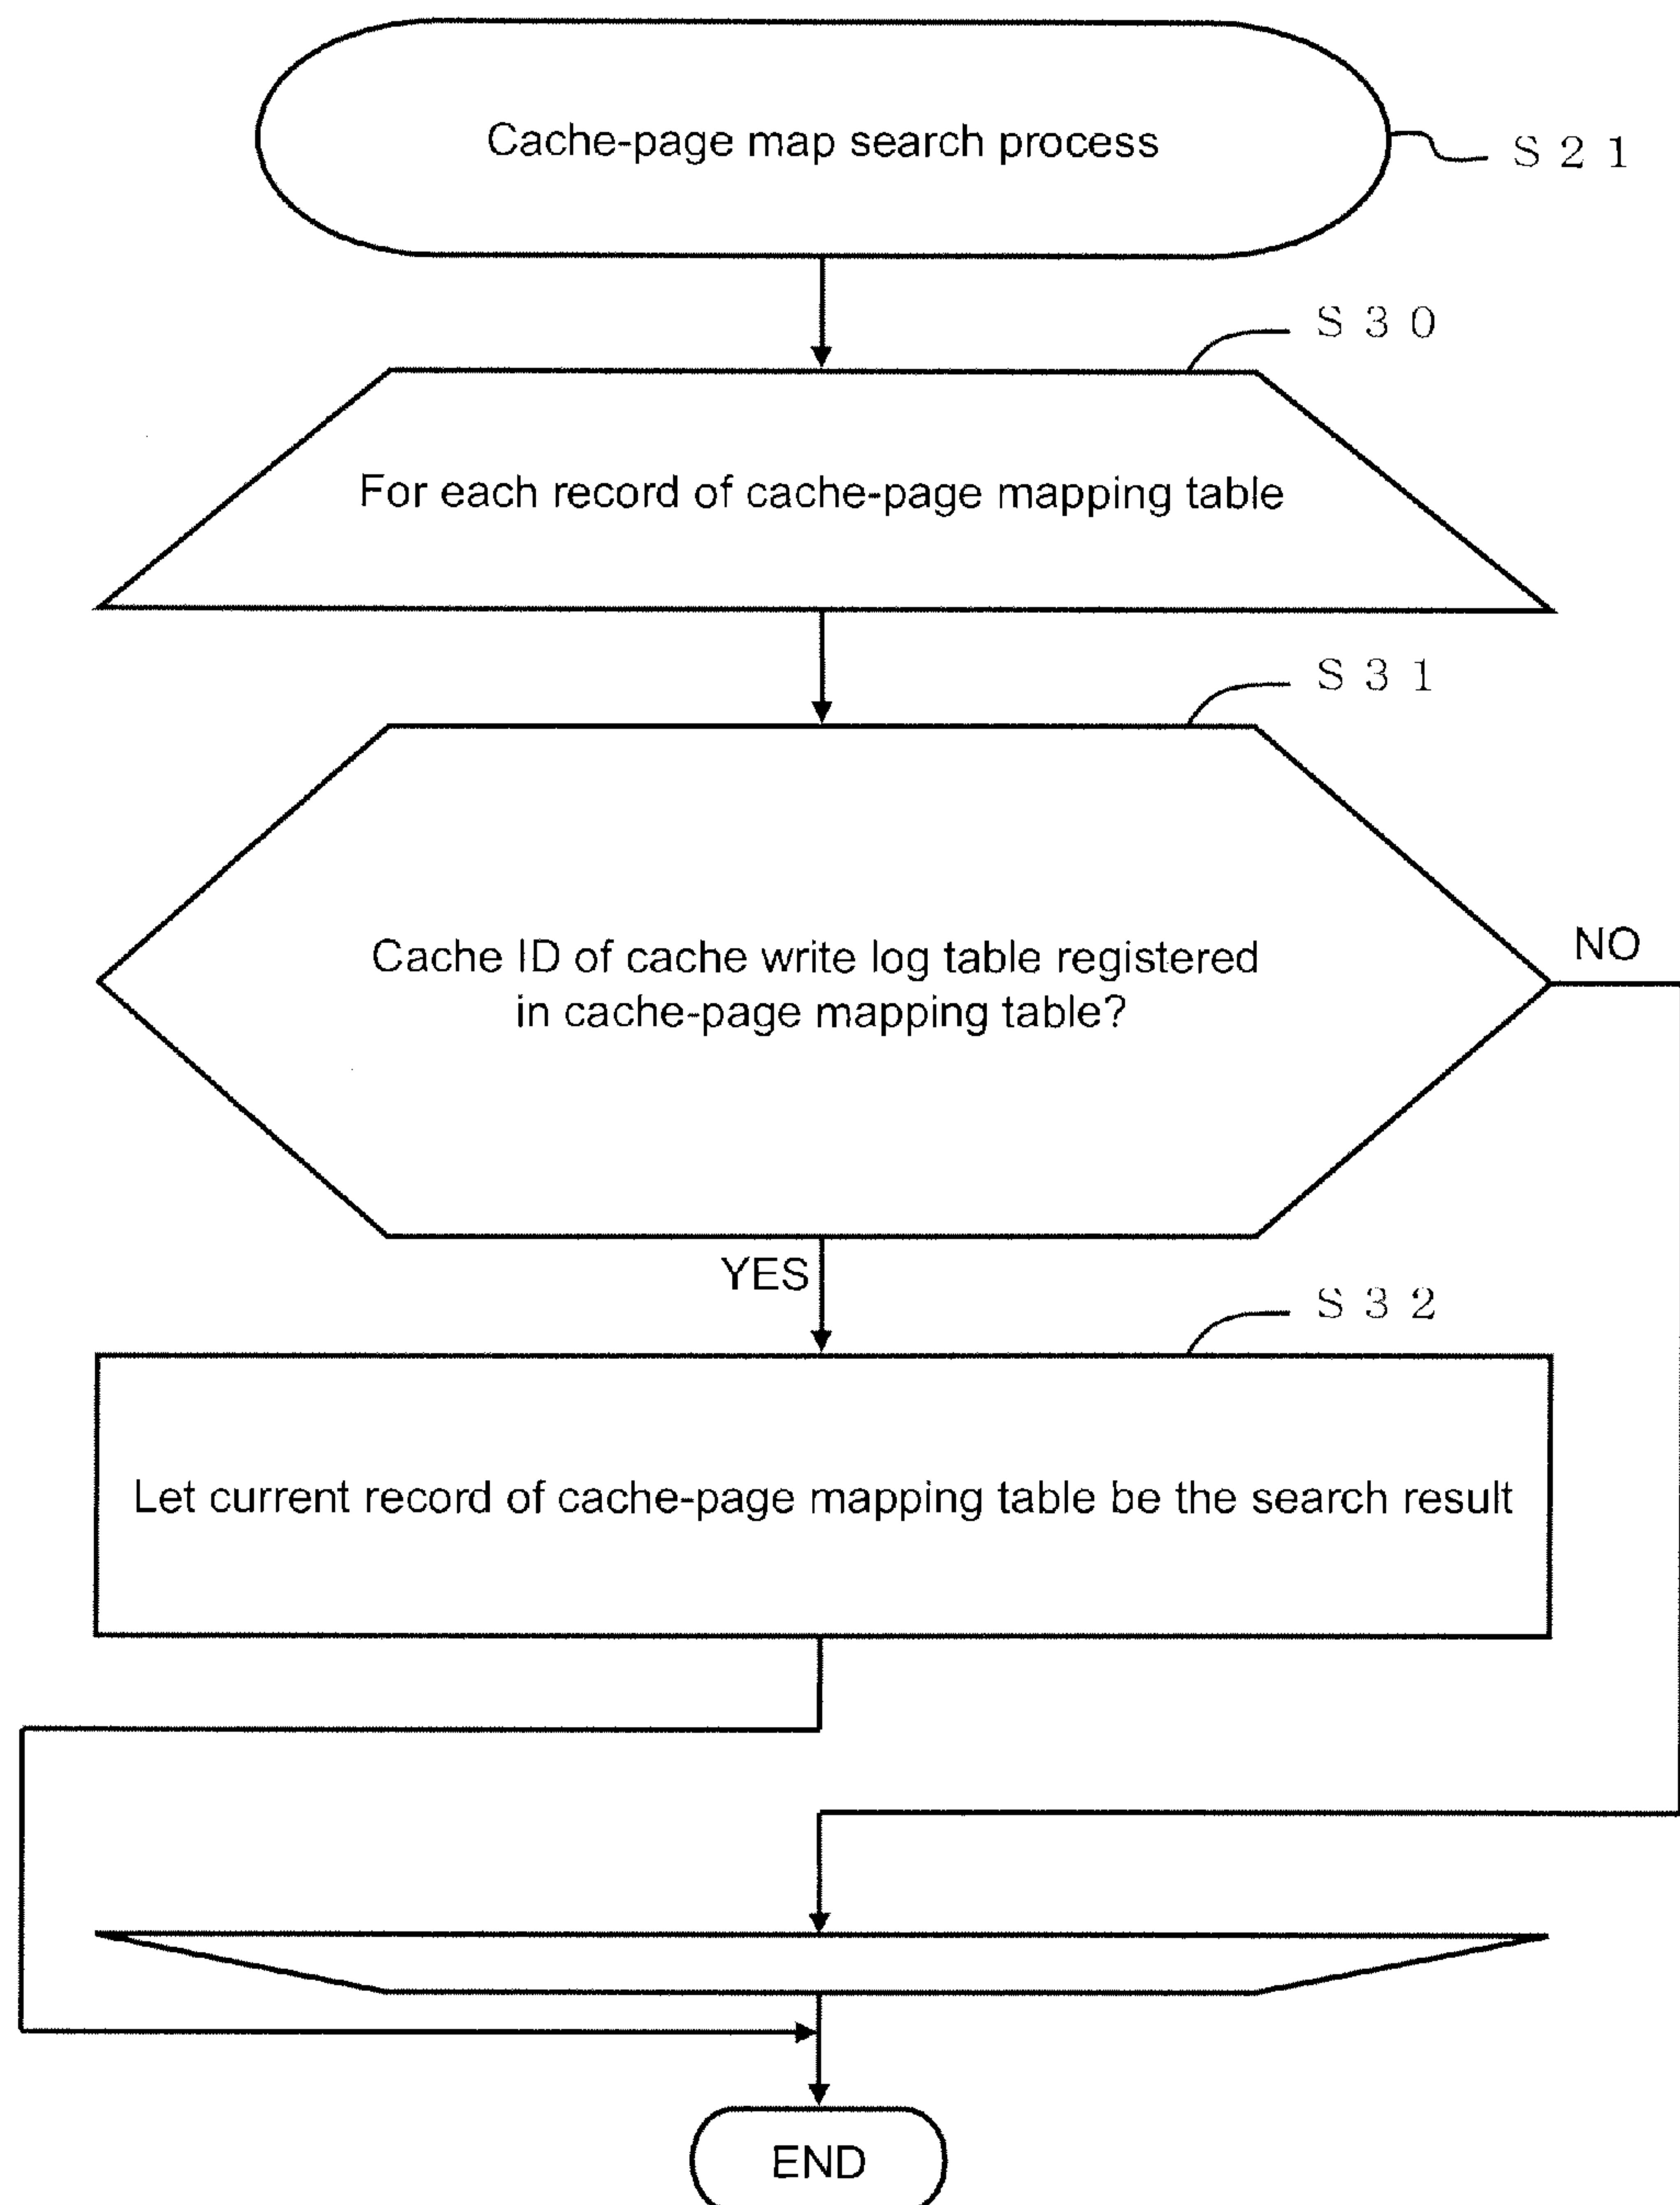 Cache-page map search process
S21
S30
For each record of cache-page mapping table
S31
Cache ID of cache write log table registered
in cache-page mapping table?
NO
YES
S32
Let current record of cache-page mapping table be the search result
END